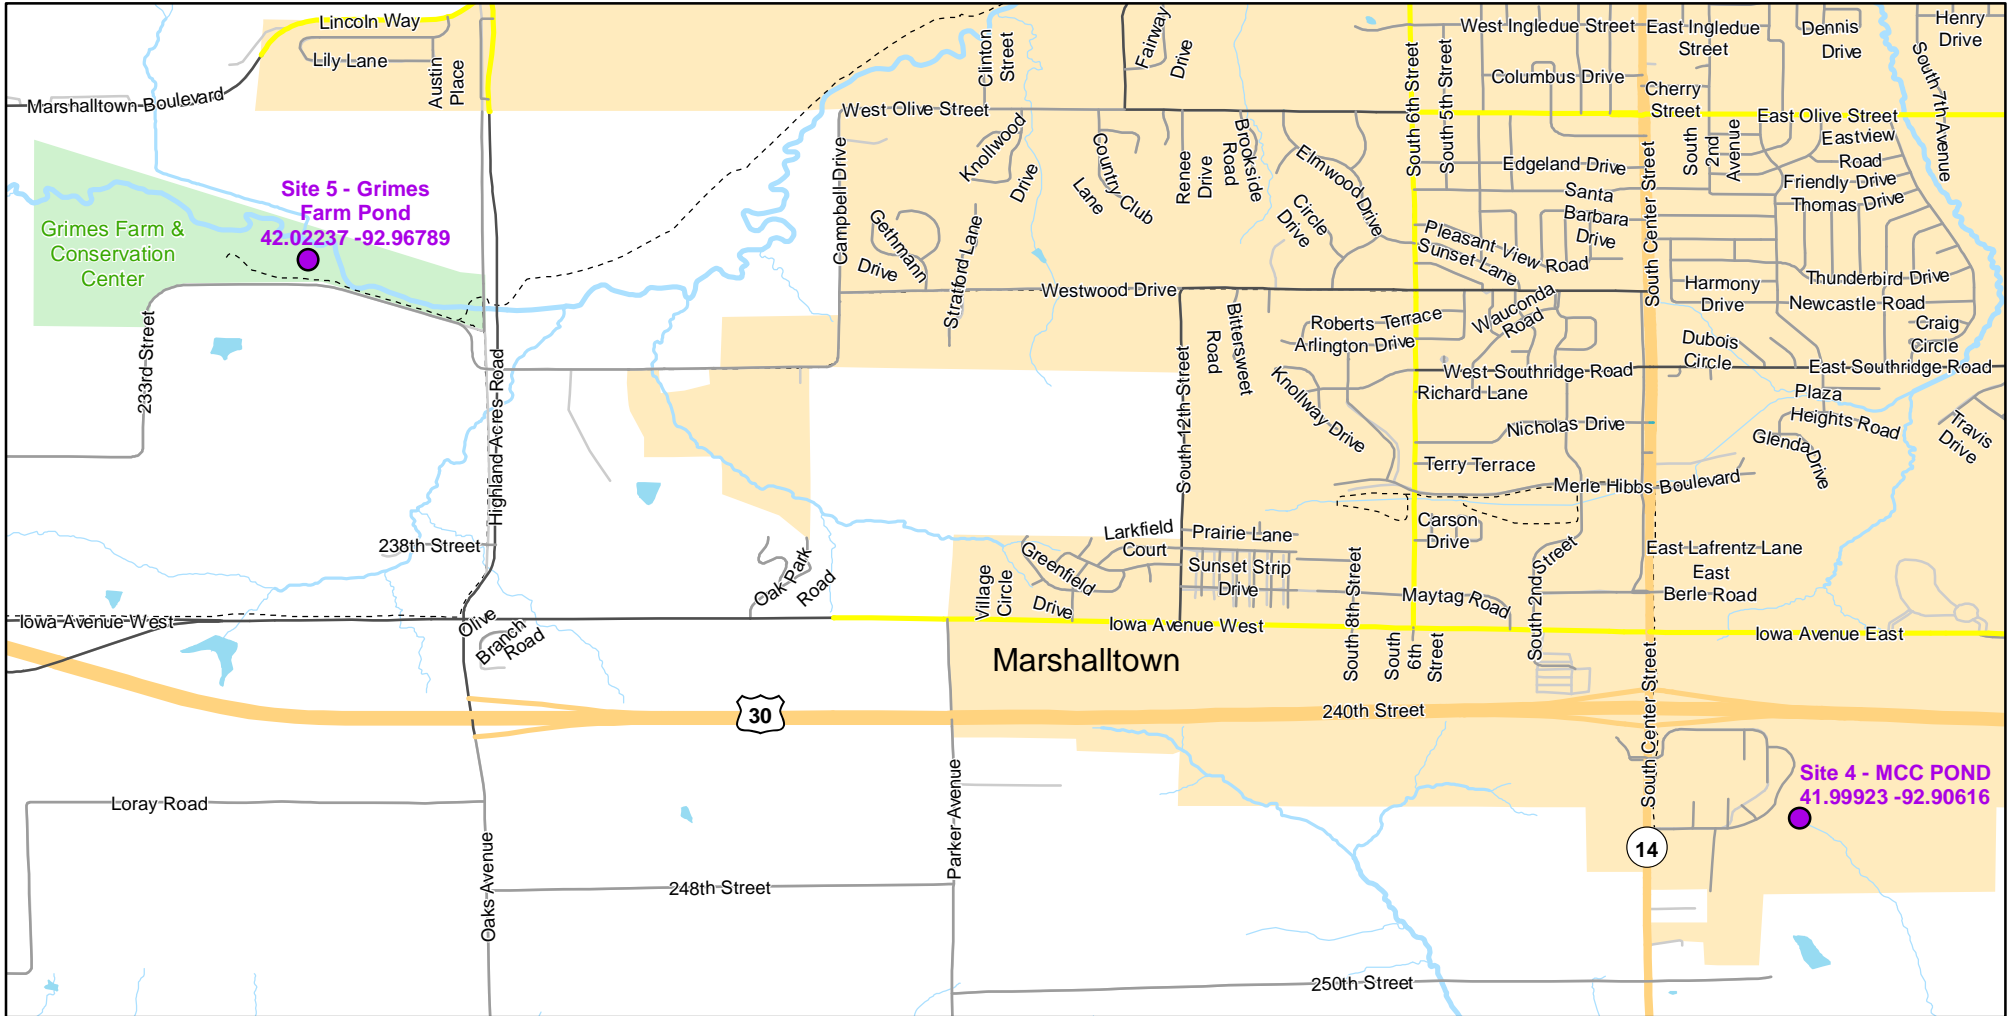 Lincoln Way
Lily Lane
Austin
Place
Marshalltown Boulevard
Clinton
Street
Fairway
Drive
South 6th Street
South 5th Street
West Ingledue Street
East Ingledue
Street
Dennis
Drive
Henry
Drive
South 7th Avenue
Columbus Drive
Cherry
Street
West Olive Street
East Olive Street
Eastview
Road
Knollwood
Drive
Country Club
Lane
Renee
Drive
Brookside
Road
Elmwood Drive
Circle
Drive
Edgeland Drive
South
2nd
Avenue
Friendly Drive
Thomas Drive
Santa
Barbara
Drive
Site 5 - Grimes
Farm Pond
42.02237 -92.96789
Grimes Farm &
Conservation
Center
Campbell Drive
Gethmann
Drive
Stratford Lane
Pleasant View Road
Sunset Lane
South Center Street
Westwood Drive
Harmony
Drive
Thunderbird Drive
Newcastle Road
Craig
Circle
233rd Street
Highland Acres Road
South 12th Street
Bittersweet
Road
Roberts Terrace
Arlington Drive
Wauconda
Road
Dubois
Circle
West Southridge Road
East Southridge Road
Richard Lane
Knollway Drive
Plaza
Heights Road
Nicholas Drive
Glenda Drive
Travis
Drive
Terry Terrace
Merle Hibbs Boulevard
238th Street
Oak Park
Road
Village
Circle
Greenfield
Drive
Larkfield
Court
Prairie Lane
Sunset Strip
Drive
South 8th Street
Carson
Drive
Maytag Road
South 2nd Street
East Lafrentz Lane
East
Berle Road
Iowa Avenue West
Olive
Branch
Road
Iowa Avenue West
Iowa Avenue East
Marshalltown
South
6th
Street
30
240th Street
South Center Street
Loray Road
Oaks Avenue
Parker Avenue
Site 4 - MCC POND
41.99923 -92.90616
14
248th Street
250th Street